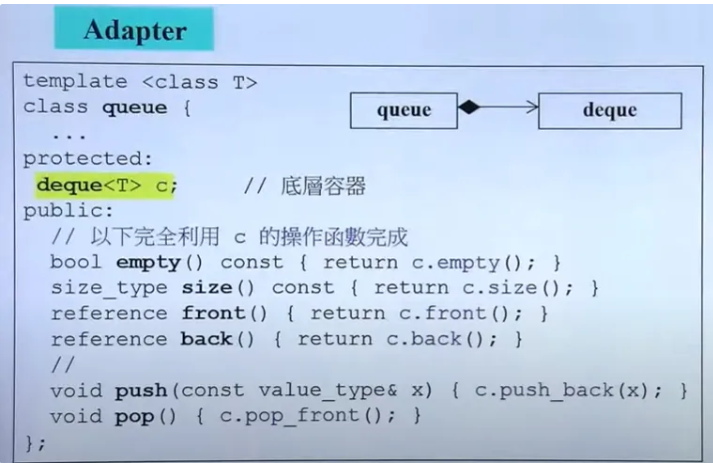 Adapter
template <class T>
class queue {
queue
deque
...
protected:
deque<T> c; // 底層容器
public:
// 以下完全利用 c 的操作函數完成
bool empty() const { return c.empty(); }
size_type size() const { return c.size(); }
reference front() { return c.front(); }
reference back() { return c.back(); }
//
void push(const value_type& x) { c.push_back(x); }
void pop() { c.pop_front(); }
};